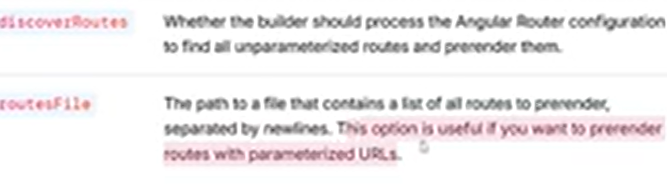 discoverRoutes Whether the builder should process the Angular Router configuration
to find all unparameterized routes and prerender them.
routesFile The path to a file that contains a list of all routes to prerender,
separated by newlines. This option is useful if you want to prerender
routes with parameterized URLs.